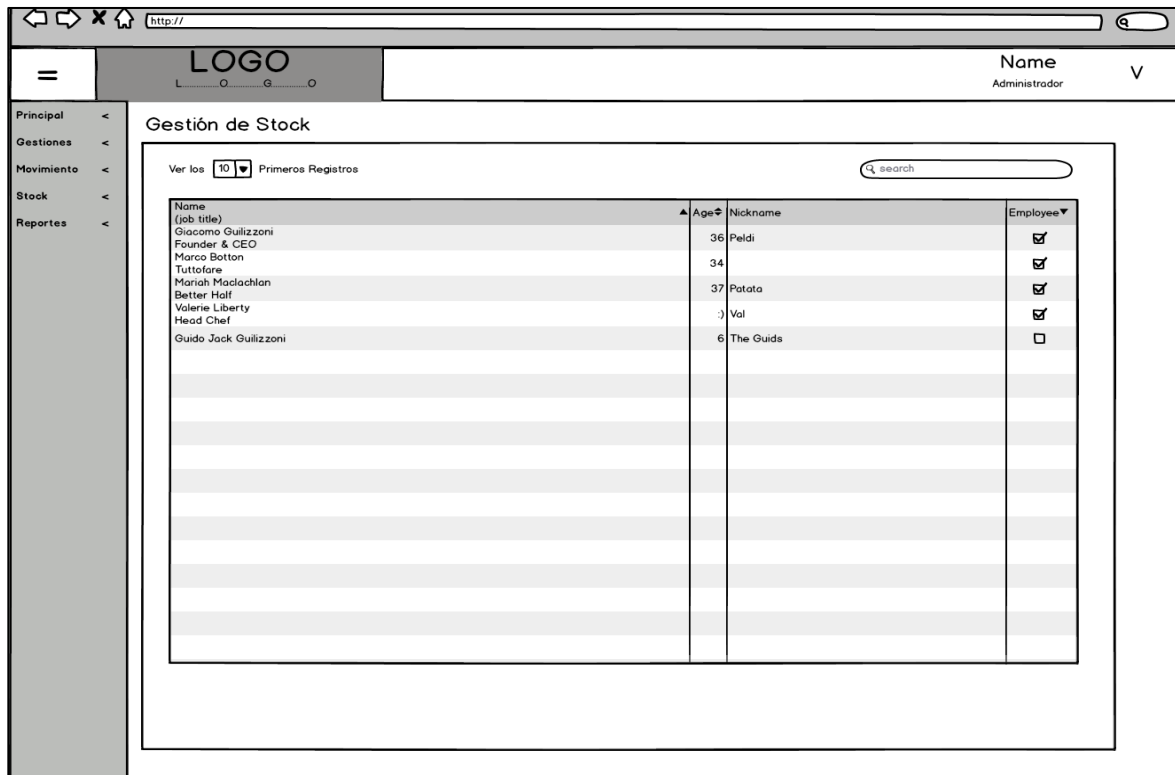 http://
LOGO
L..............O..............G..............O
Name
Administrador
V
Principal <
Gestiones <
Movimiento <
Stock <
Reportes <
Gestión de Stock
Ver los 10 Primeros Registros
search
Name
(job title)
Age
Nickname
Employee
Giacomo Guilizzoni
Founder & CEO
36
Peldi
Marco Botton
Tuttofare
34
Mariah Maclachlan
Better Half
37
Patata
Valerie Liberty
Head Chef
:)
Val
Guido Jack Guilizzoni
6
The Guids